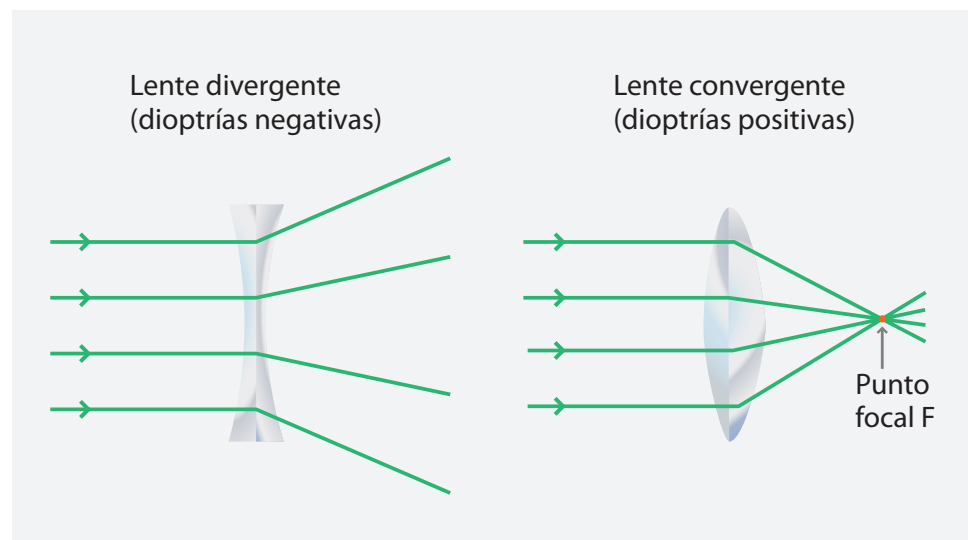 Lente divergente
(dioptrías negativas)
Lente convergente
(dioptrías positivas)
Punto
focal F